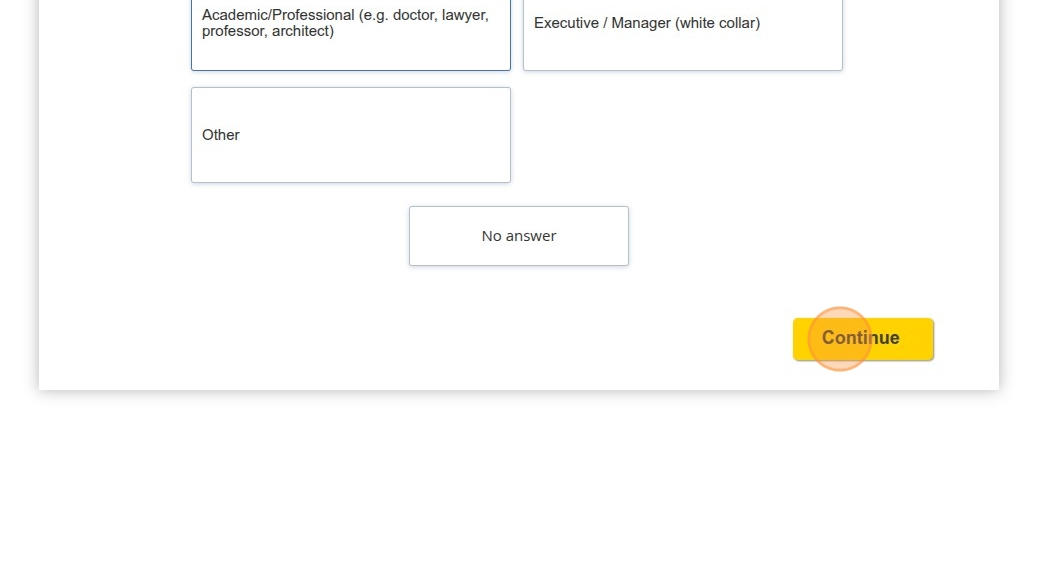 Academic/Professional (e.g. doctor, lawyer,
professor, architect)
Executive / Manager (white collar)
Other
No answer
Continue